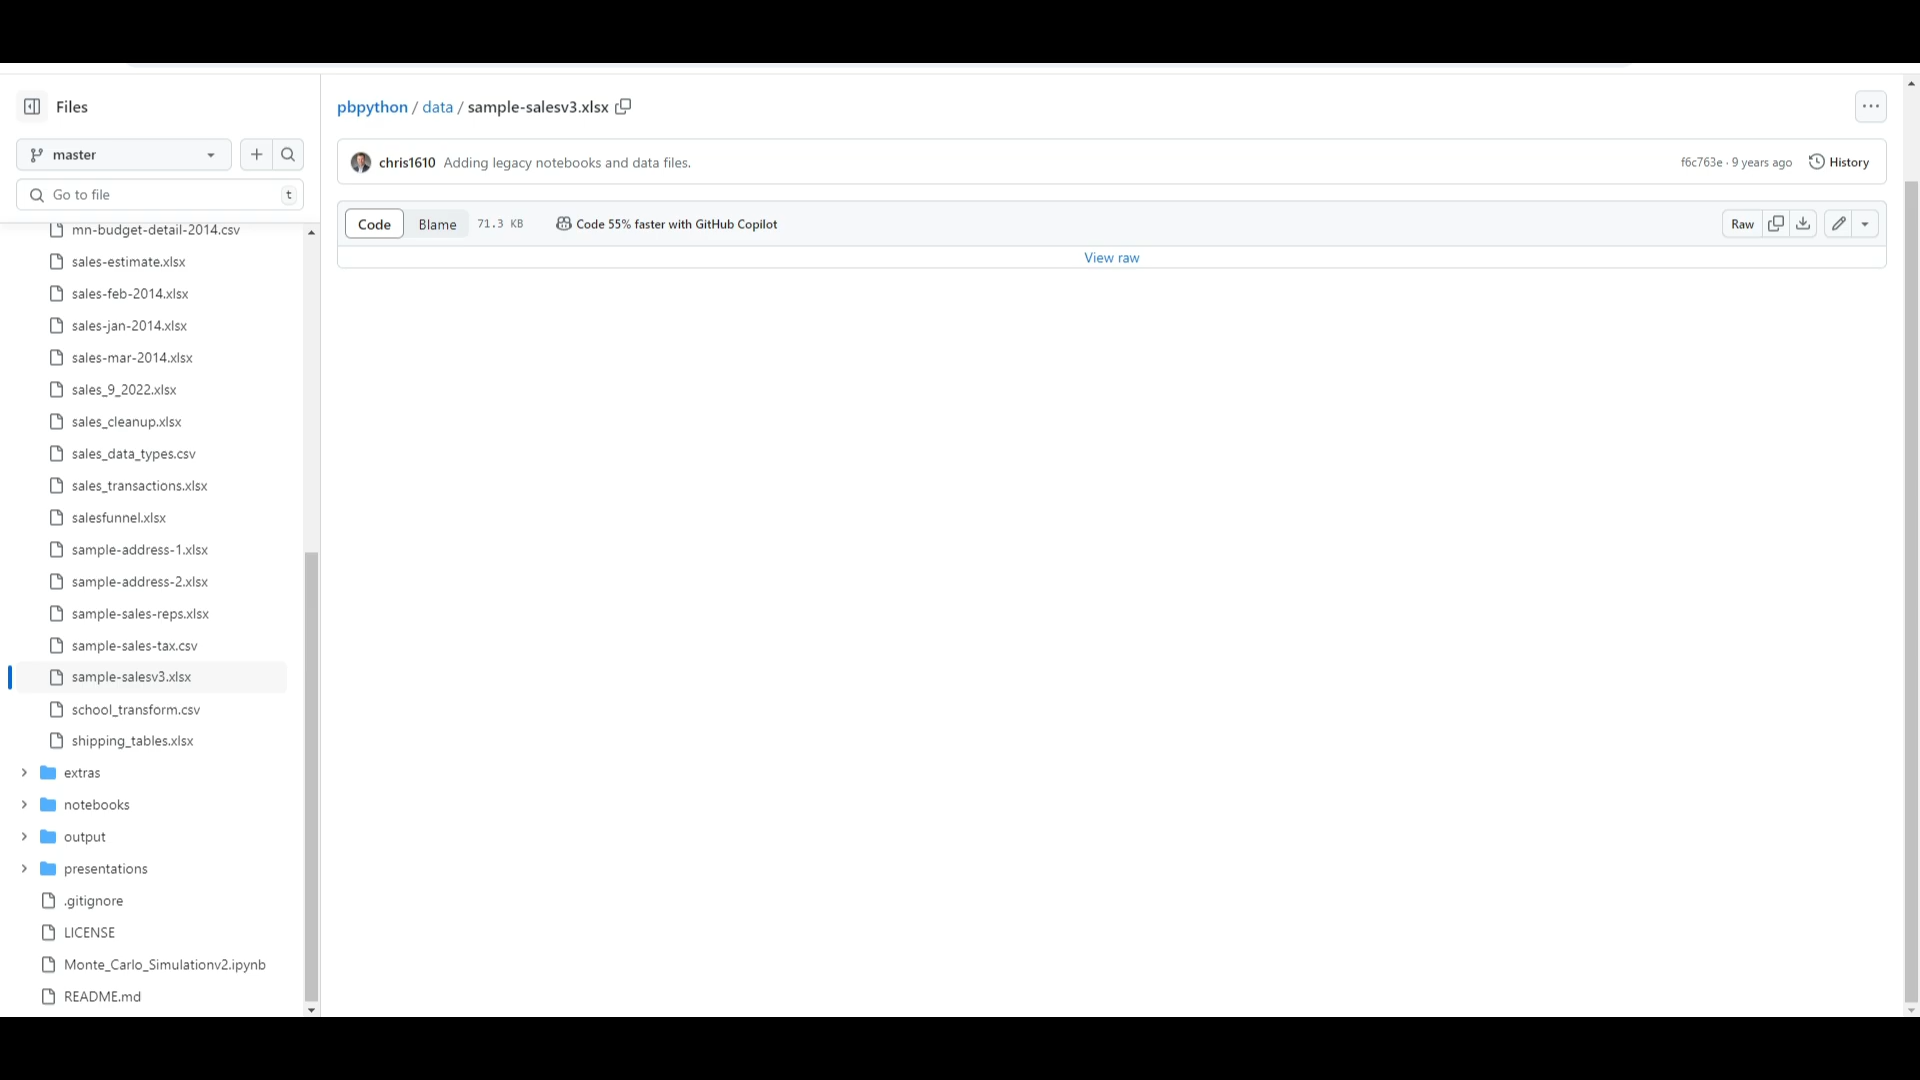 Files
master
Go to file
t
mn-budget-detail-2014.csv
sales-estimate.xlsx
sales-feb-2014.xlsx
sales-jan-2014.xlsx
sales-mar-2014.xlsx
sales_9_2022.xlsx
sales_cleanup.xlsx
sales_data_types.csv
sales_transactions.xlsx
salesfunnel.xlsx
sample-address-1.xlsx
sample-address-2.xlsx
sample-sales-reps.xlsx
sample-sales-tax.csv
sample-salesv3.xlsx
school_transform.csv
shipping_tables.xlsx
extras
notebooks
output
presentations
.gitignore
LICENSE
Monte_Carlo_Simulationv2.ipynb
README.md
pbpython / data / sample-salesv3.xlsx
chris1610 Adding legacy notebooks and data files.
f6c763e · 9 years ago History
Code Blame 71.3 KB Code 55% faster with GitHub Copilot
Raw
View raw